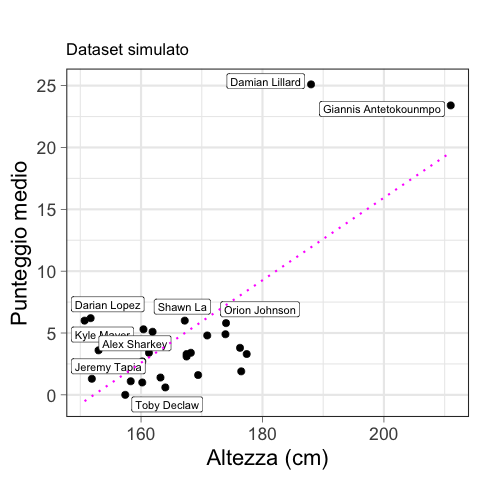 Dataset simulato
Punteggio medio
25
20
15
10
5
0
Damian Lillard
Giannis Antetokounmpo
Darian Lopez
Shawn La
Orion Johnson
Kyle Mayer
Alex Sharkey
Jeremy Tapia
Toby Declaw
160
180
200
Altezza (cm)